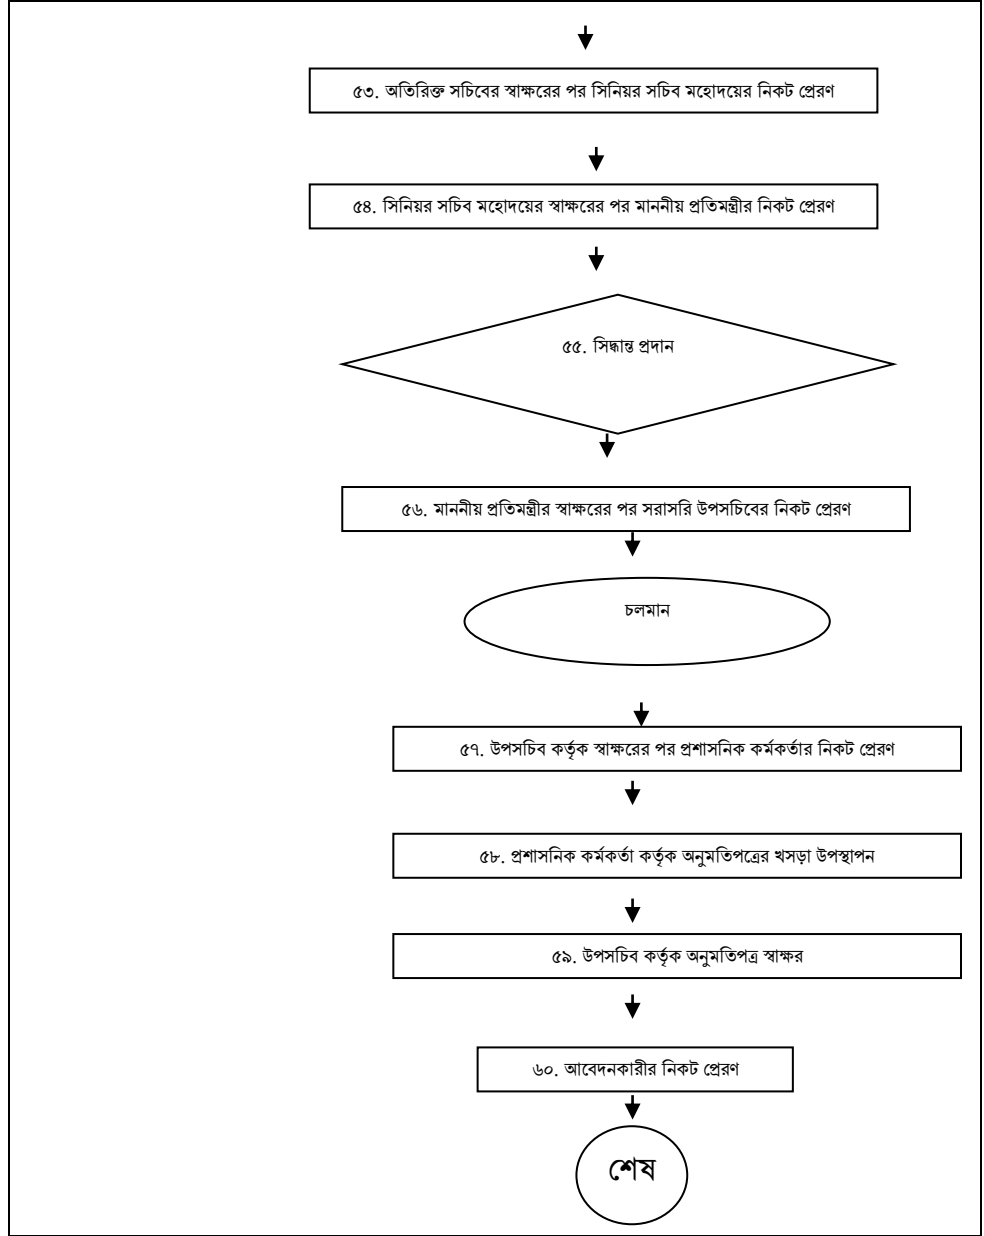 ৫৩. অতিরিক্ত সচিবের স্বাক্ষরের পর সিনিয়র সচিব মহোদয়ের নিকট প্রেরণ
৫৪. সিনিয়র সচিব মহোদয়ের স্বাক্ষরের পর মাননীয় প্রতিমন্ত্রীর নিকট প্রেরণ
৫৫. সিদ্ধান্ত প্রদান
৫৬. মাননীয় প্রতিমন্ত্রীর স্বাক্ষরের পর সরাসরি উপসচিবের নিকট প্রেরণ
চলমান
৫৭. উপসচিব কর্তৃক স্বাক্ষরের পর প্রশাসনিক কর্মকর্তার নিকট প্রেরণ
৫৮. প্রশাসনিক কর্মকর্তা কর্তৃক অনুমতিপত্রের খসড়া উপস্থাপন
৫৯. উপসচিব কর্তৃক অনুমতিপত্র স্বাক্ষর
৬০. আবেদনকারীর নিকট প্রেরণ
শেষ